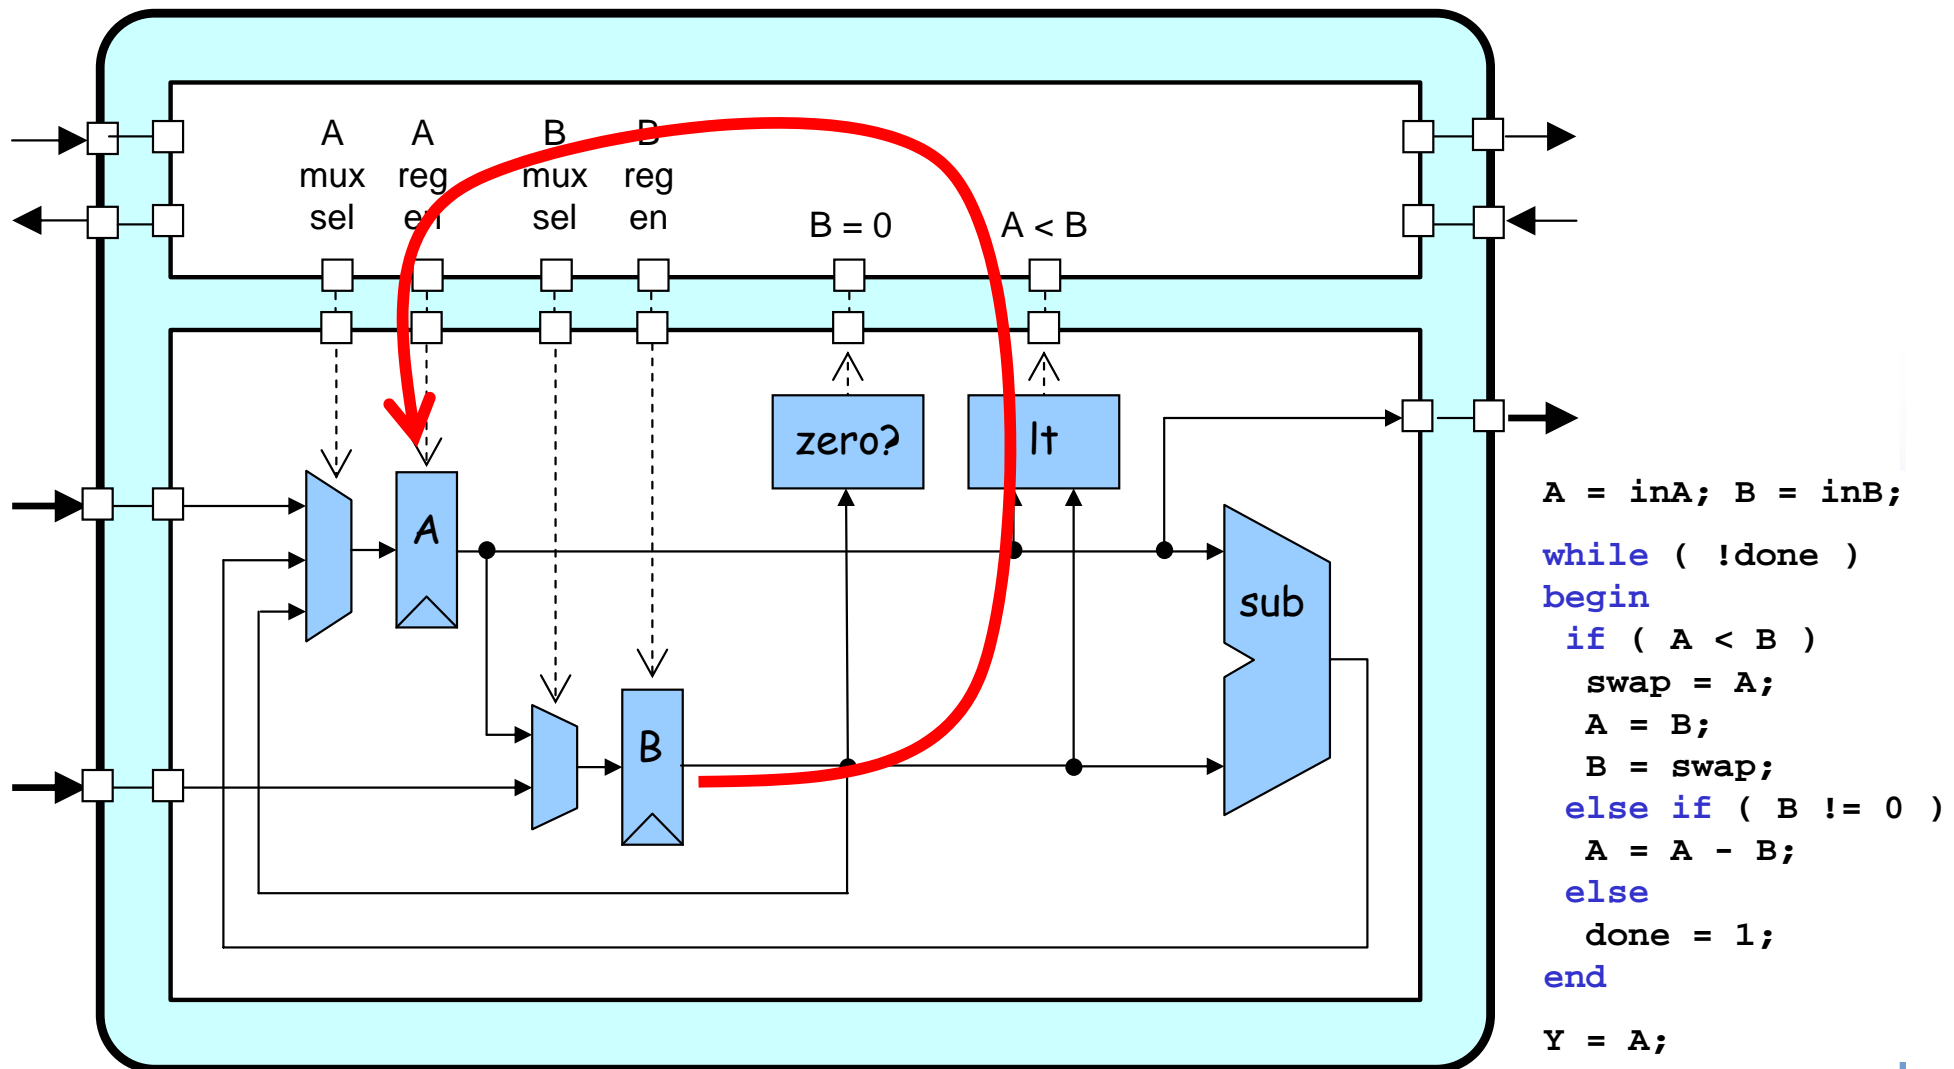 A
mux
sel
A
reg
en
B
mux
sel
B
reg
en
B = 0
A < B
zero?
lt
A
sub
B
A = inA; B = inB;
while ( !done )
begin
if ( A < B )
swap = A;
A = B;
B = swap;
else if ( B != 0 )
A = A - B;
else
done = 1;
end
Y = A;